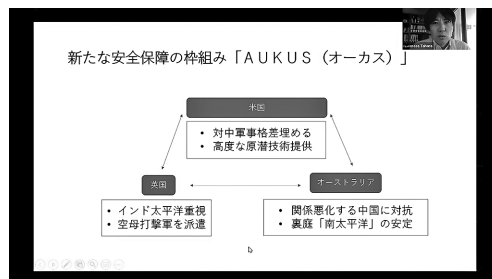 新たな安全保障の枠組み「ＡＵＫＵＳ（オーカス）」
米国
• 対中軍事格差埋める
• 高度な原潜技術提供
英国
オーストラリア
• インド太平洋重視
• 空母打撃軍を派遣
• 関係悪化する中国に対抗
• 裏庭「南太平洋」の安定